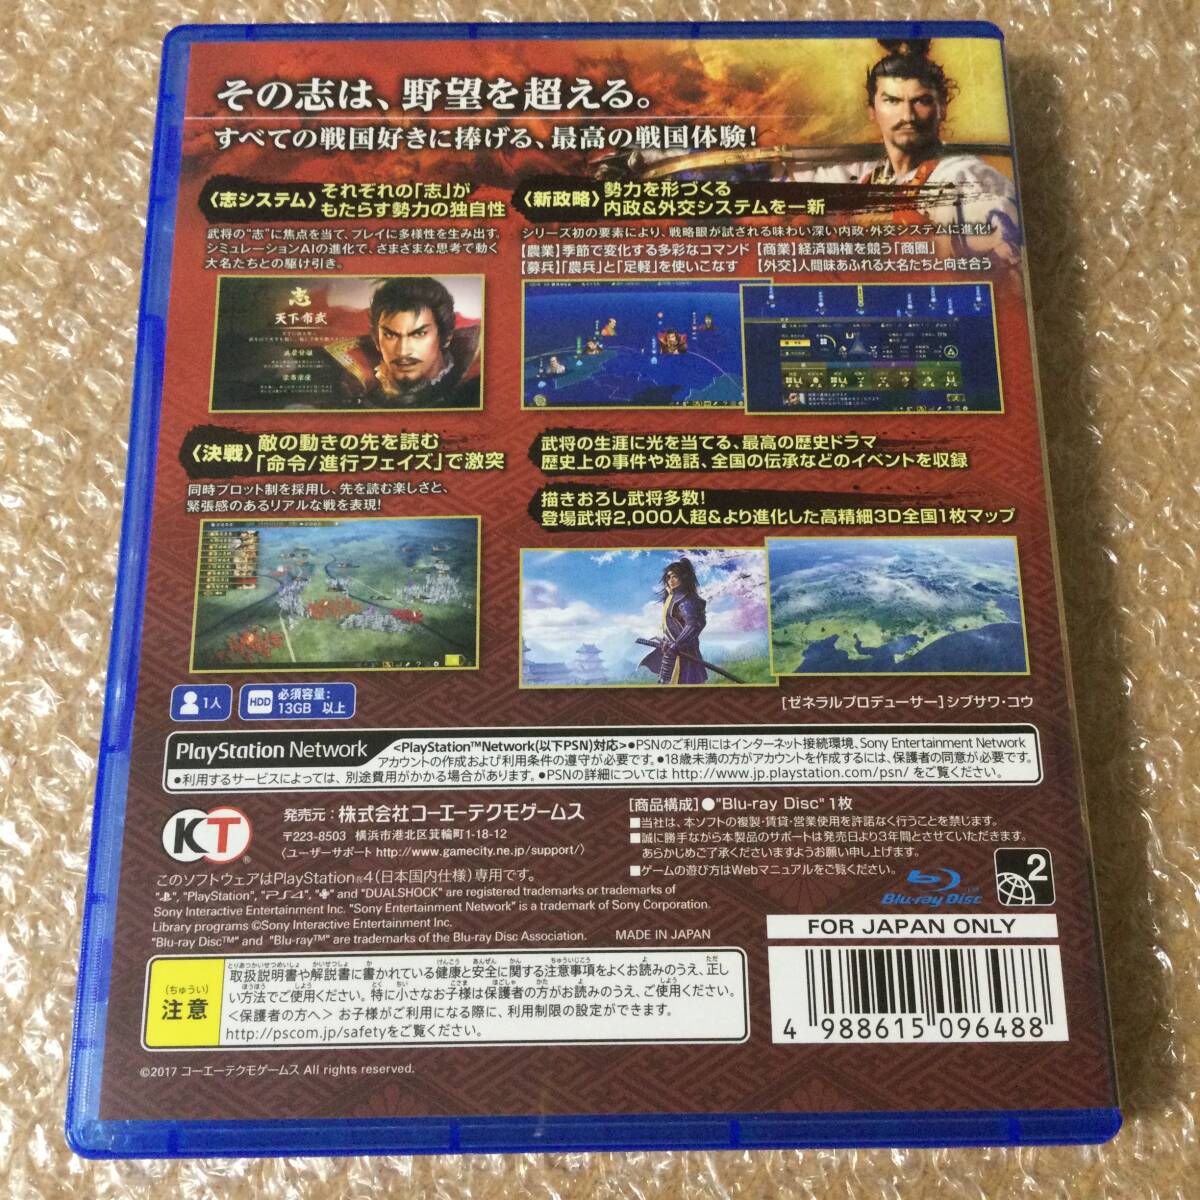 その志は、野望を超える。
すべての戦国好きに捧げる、最高の戦国体験!
〈志システム〉それぞれの「志」が
もたらす勢力の独自性
武将の"志"に焦点を当て、プレイに多様性を生み出す。
シミュレーションAIの進化で、さまざまな思考で動く
大名たちとの駆け引き。
志
天下布武
〈新政略〉勢力を形づくる
内政&外交システムを一新
シリーズ初の要素により、戦略眼が試される味わい深い内政・外交システムに進化!
【農業】季節で変化する多彩なコマンド 【商業】経済覇権を競う「商圏」
【募兵】「農兵」と「足軽」を使いこなす 【外交】人間味あふれる大名たちと向き合う
〈決戦〉敵の動きの先を読む
「命令/進行フェイズ」で激突
同時プロット制を採用し、先を読む楽しさと、
緊張感のあるリアルな戦を表現!
武将の生涯に光を当てる、最高の歴史ドラマ
歴史上の事件や逸話、全国の伝承などのイベントを収録
描きおろし武将多数!
登場武将2,000人超&より進化した高精細3D全国1枚マップ
1人
HDD 必須容量:
13GB 以上
[ゼネラルプロデューサー]シブサワ・コウ
PlayStation Network
<PlayStation™Network(以下PSN)対応>●PSNのご利用にはインターネット接続環境、Sony Entertainment Network
アカウントの作成および利用条件の遵守が必要です。●18歳未満の方がアカウントを作成するには、保護者の同意が必要です。
●利用するサービスによっては、別途費用がかかる場合があります。●PSNの詳細については http://www.jp.playstation.com/psn/ をご覧ください。
KT
®
発売元: 株式会社コーエーテクモゲームス
〒223-8503 横浜市港北区箕輪町1-18-12
〈ユーザーサポート http://www.gamecity.ne.jp/support/〉
[商品構成]●"Blu-ray Disc"1枚
■当社は、本ソフトの複製・賃貸・営業使用を許諾なく行うことを禁じます。
■誠に勝手ながら本製品のサポートは発売日より3年間とさせていただきます。
あらかじめご了承くださいますようお願い申し上げます。
■ゲームの遊び方はWebマニュアルをご覧ください。
Blu-ray Disc
2
このソフトウェアはPlayStation®4(日本国内仕様)専用です。
"PlayStation", "PS4", and "DUALSHOCK" are registered trademarks or trademarks of
Sony Interactive Entertainment Inc. "Sony Entertainment Network" is a trademark of Sony Corporation.
Library programs ©Sony Interactive Entertainment Inc.
"Blu-ray Disc™" and "Blu-ray™" are trademarks of the Blu-ray Disc Association.
MADE IN JAPAN
FOR JAPAN ONLY
4 988615 096488
(ちゅうい)
注意
取扱説明書や解説書に書かれている健康と安全に関する注意事項をよくお読みのうえ、正し
い方法でご使用ください。特に小さなお子様は保護者の方がお読みのうえ、ご使用ください。
<保護者の方へ> お子様がご利用になる際に、利用制限の設定ができます。
http://pscom.jp/safetyをご覧ください。
©2017 コーエーテクモゲームス All rights reserved.